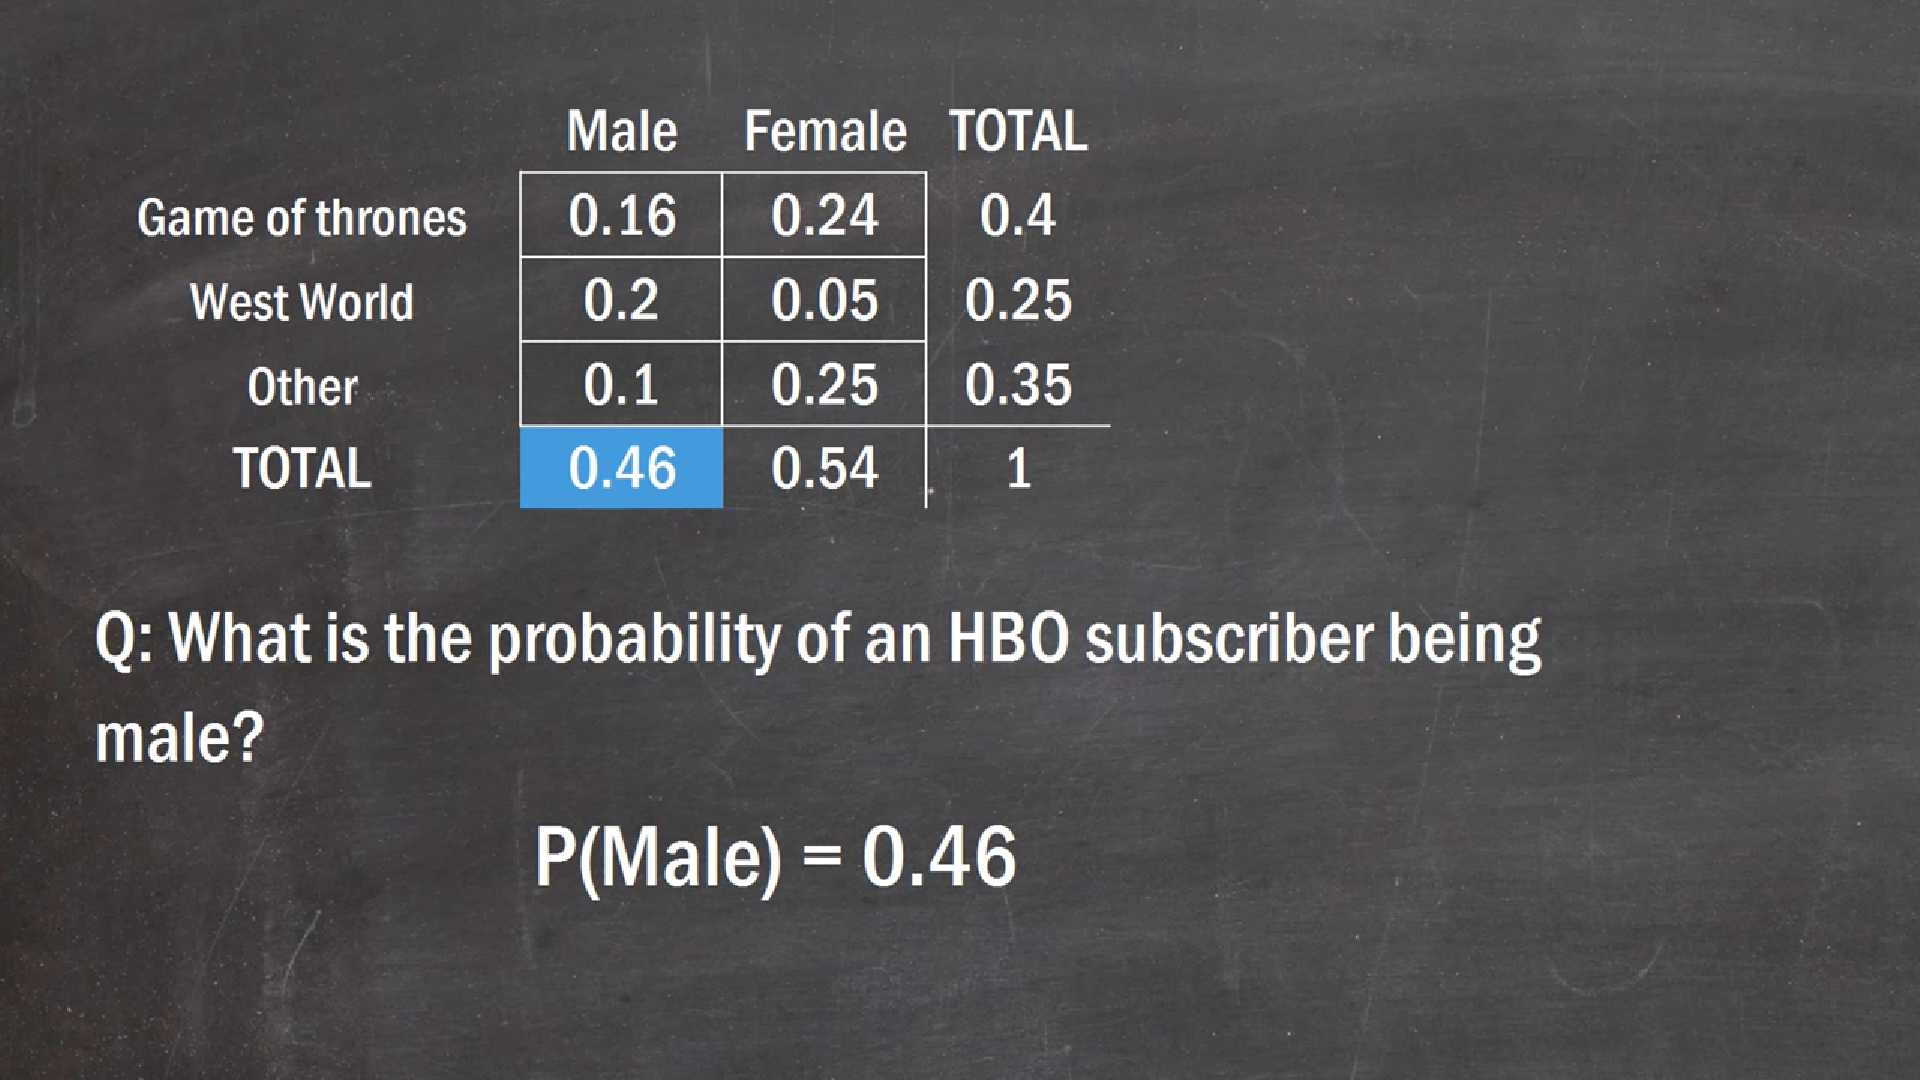 Male Female TOTAL
Game of thrones 0.16 0.24 0.4
West World 0.2 0.05 0.25
Other 0.1 0.25 0.35
TOTAL 0.46 0.54 1
Q: What is the probability of an HBO subscriber being
male?
P(Male) = 0.46